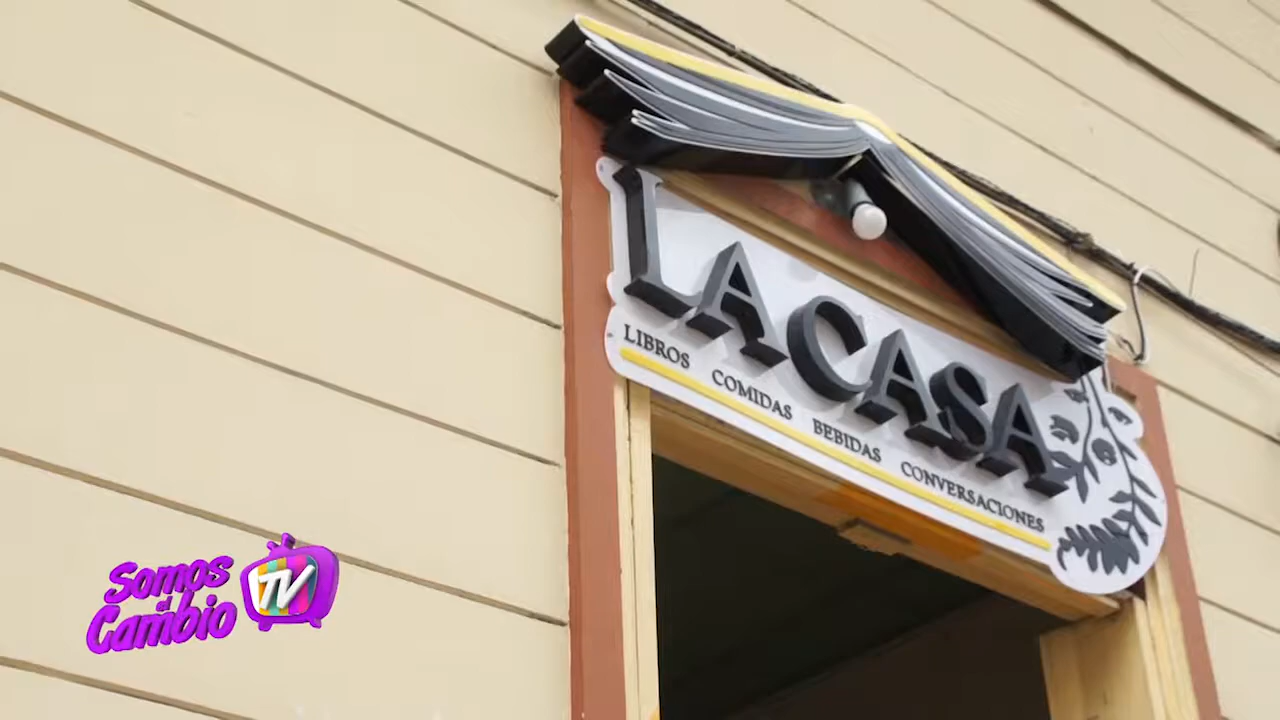 LA CASA
LIBROS COMIDAS BEBIDAS CONVERSACIONES
Somos
el
Cambio
TV